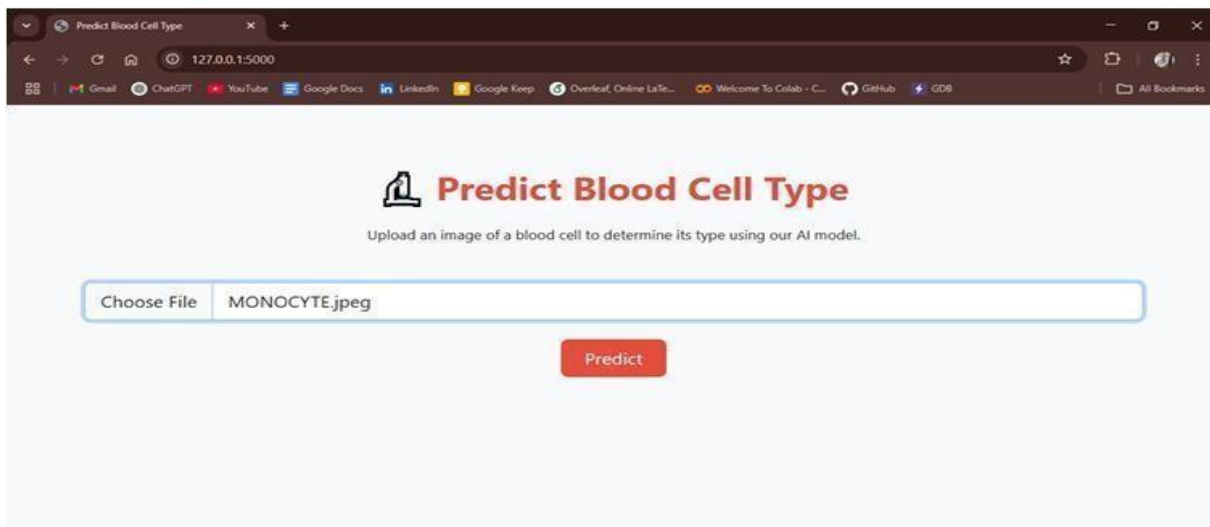 Predict Blood Cell Type
127.0.0.1:5000
Gmail ChatGPT YouTube Google Docs LinkedIn Google Keep Overleaf, Online LaTe... Welcome To Colab - C... GitHub GDB All Bookmarks
Predict Blood Cell Type
Upload an image of a blood cell to determine its type using our AI model.
Choose File MONOCYTE.jpeg
Predict